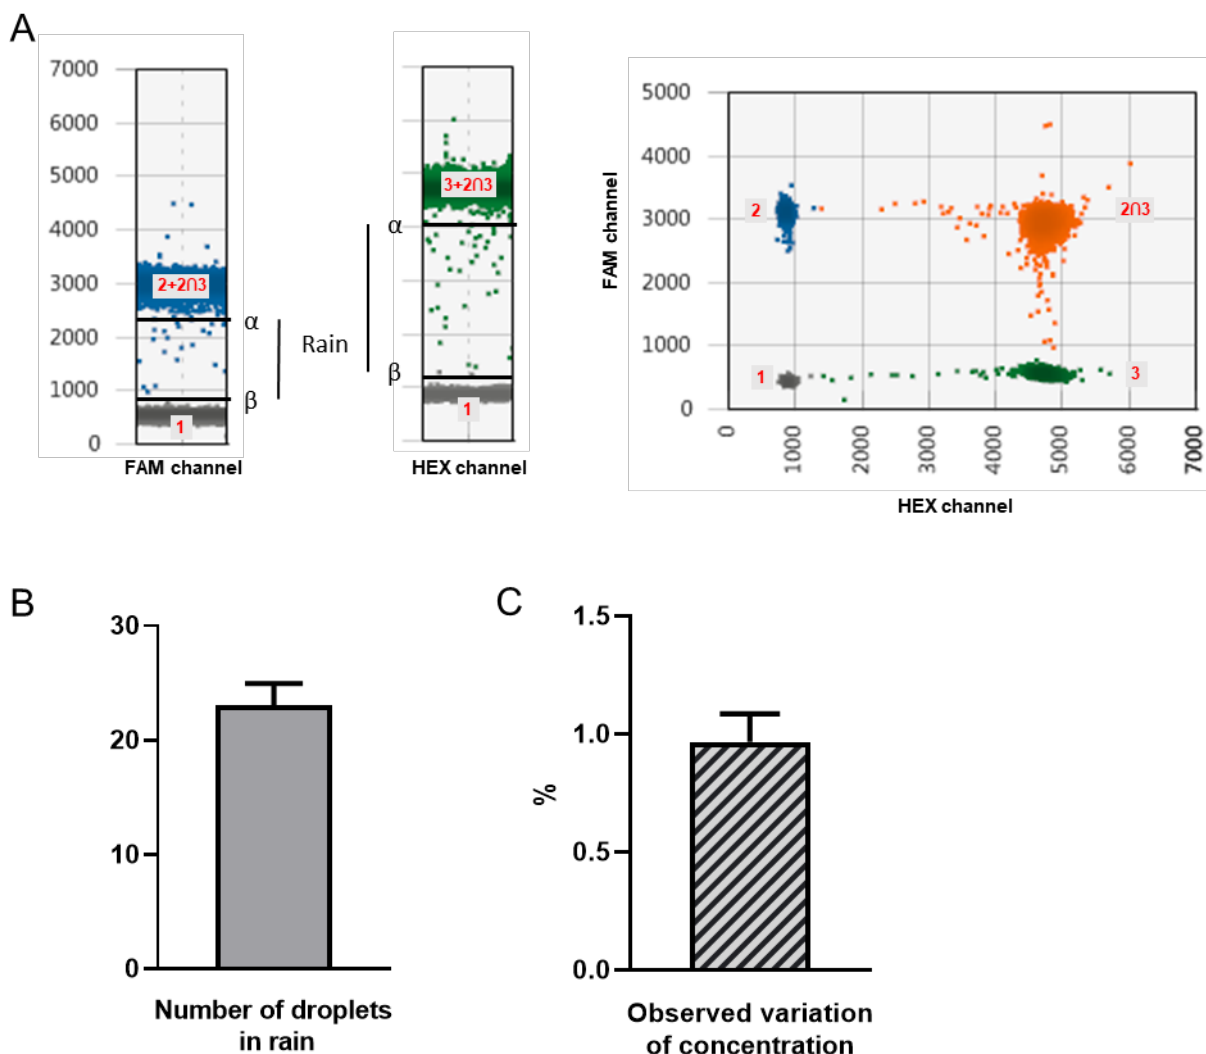 A
7000
6000
5000
4000
3000
2000
1000
0
2+2∩3
1
α
β
FAM channel
Rain
3+2∩3
1
α
β
HEX channel
5000
4000
3000
2000
1000
0
FAM channel
2
2∩3
1
3
0
1000
2000
3000
4000
5000
6000
7000
HEX channel
B
30
20
10
0
Number of droplets
in rain
C
1.5
1.0
0.5
0.0
%
Observed variation
of concentration